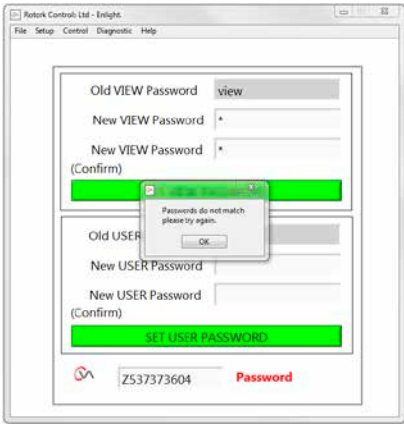 Rotork Controls Ltd - Enlight.
File Setup Control Diagnostic Help
Old VIEW Password view
New VIEW Password *
New VIEW Password *
(Confirm)
Passwords do not match
please try again.
OK
Old USER
New USER Password
New USER Password
(Confirm)
SET USER PASSWORD
Z537373604 Password